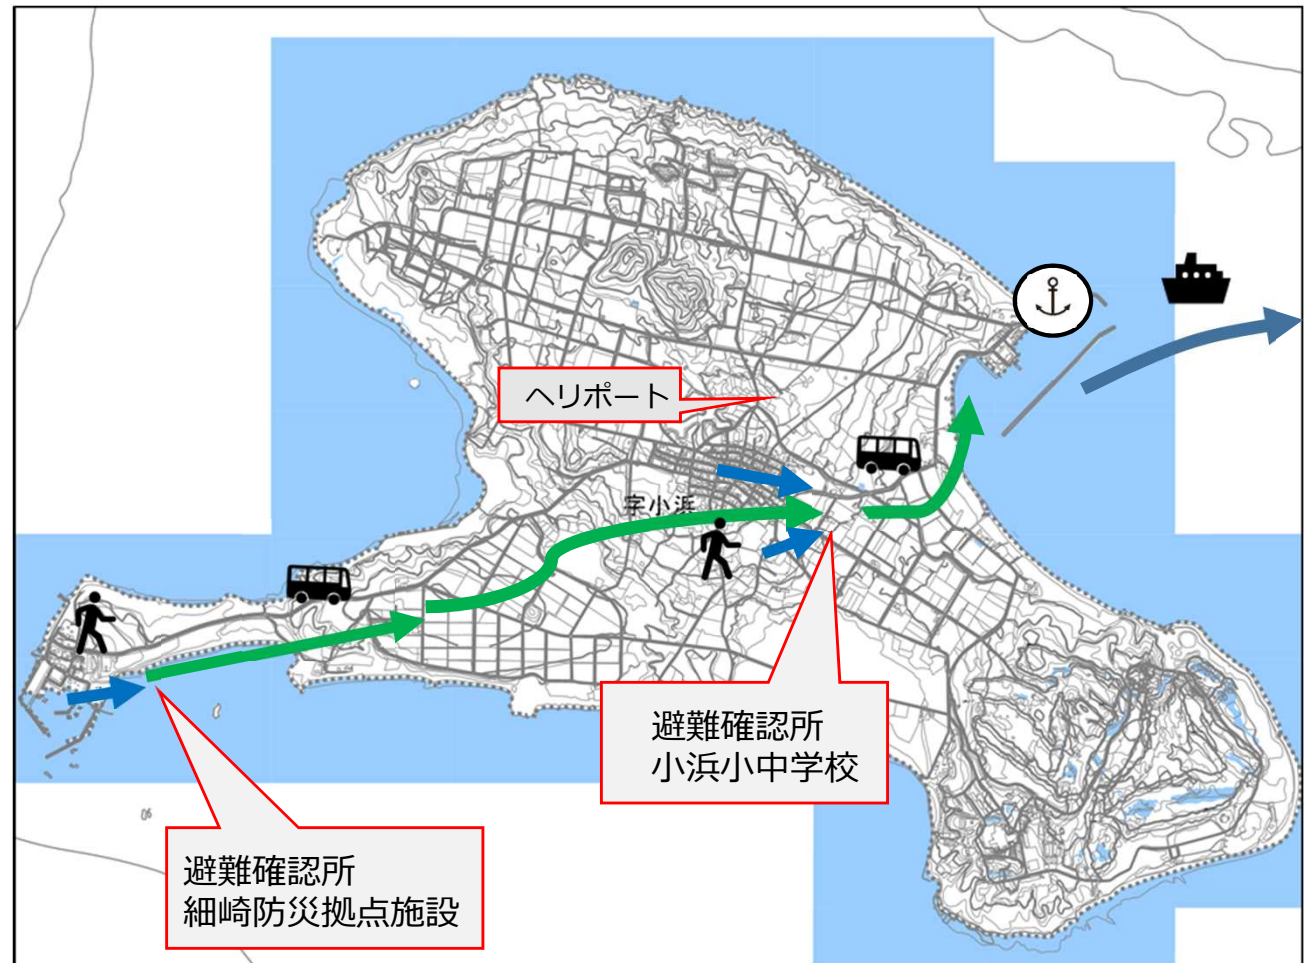 ヘリポート
字小浜
避難確認所
小浜小中学校
避難確認所
細崎防災拠点施設